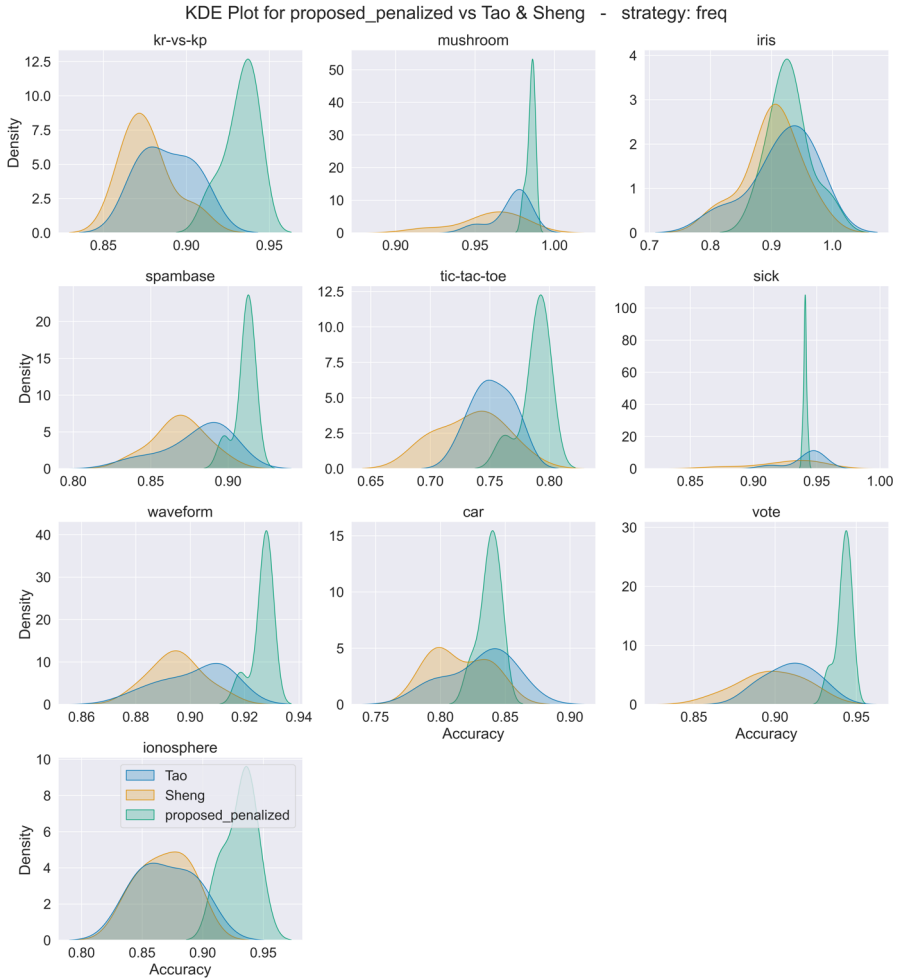 KDE Plot for proposed_penalized vs Tao & Sheng - strategy: freq
kr-vs-kp
mushroom
iris
12.5
10.0
7.5
5.0
2.5
0.0
Density
0.85 0.90 0.95
50
40
30
20
10
0
0.90 0.95 1.00
4
3
2
1
0
0.7 0.8 0.9 1.0
spambase
tic-tac-toe
sick
20
15
10
5
0
Density
0.80 0.85 0.90
12.5
10.0
7.5
5.0
2.5
0.0
0.65 0.70 0.75 0.80
100
80
60
40
20
0
0.85 0.90 0.95 1.00
waveform
car
vote
40
30
20
10
0
Density
0.86 0.88 0.90 0.92 0.94
15
10
5
0
0.75 0.80 0.85 0.90
Accuracy
30
20
10
0
0.85 0.90 0.95
Accuracy
ionosphere
10
8
6
4
2
0
Density
Tao
Sheng
proposed_penalized
0.80 0.85 0.90 0.95
Accuracy